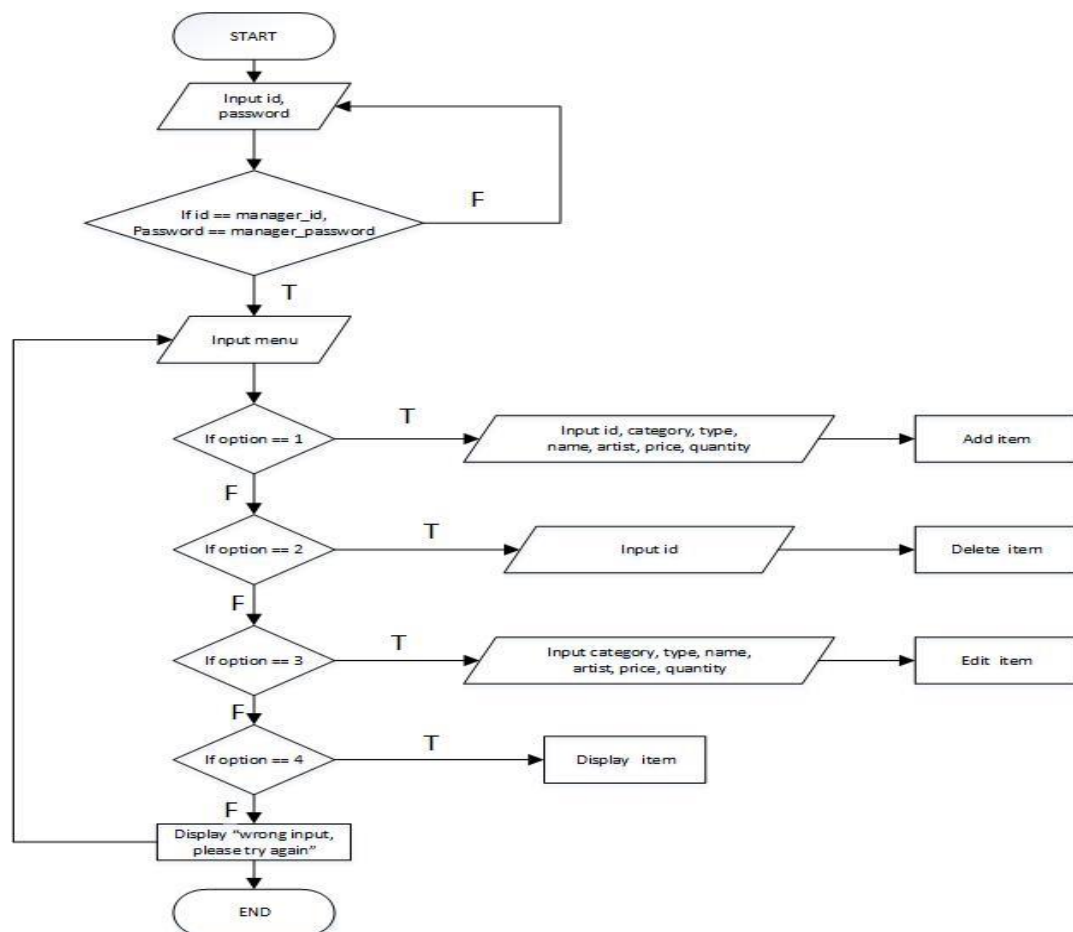 START
Input id,
password
F
If id == manager_id,
Password == manager_password
T
Input menu
T
If option == 1
Input id, category, type,
name, artist, price, quantity
Add item
F
T
If option == 2
Input id
Delete item
F
T
If option == 3
Input category, type, name,
artist, price, quantity
Edit item
F
T
If option == 4
Display item
F
Display “wrong input,
please try again”
END